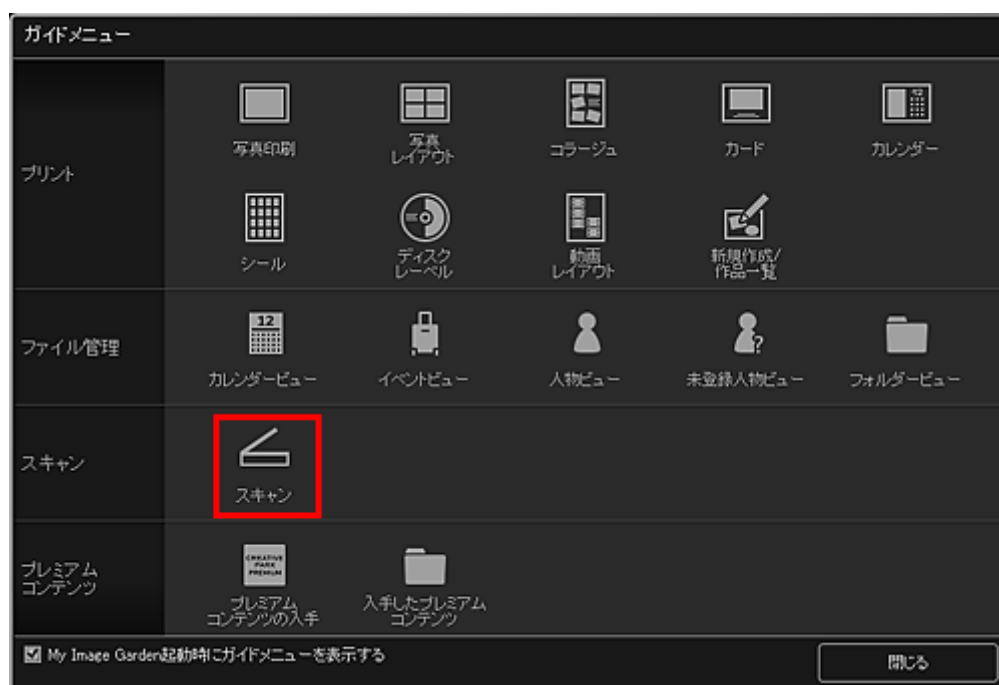 ガイドメニュー
プリント
写真印刷
写真
レイアウト
コラージュ
カード
カレンダー
12
シール
ディスク
レーベル
動画
レイアウト
新規作成/
作品一覧
ファイル管理
12
カレンダービュー
イベントビュー
人物ビュー
?
未登録人物ビュー
フォルダービュー
スキャン
スキャン
プレミアム
コンテンツ
CREATIVE
PARK
PREMIUM
プレミアム
コンテンツの入手
入手したプレミアム
コンテンツ
My Image Garden起動時にガイドメニューを表示する
閉じる